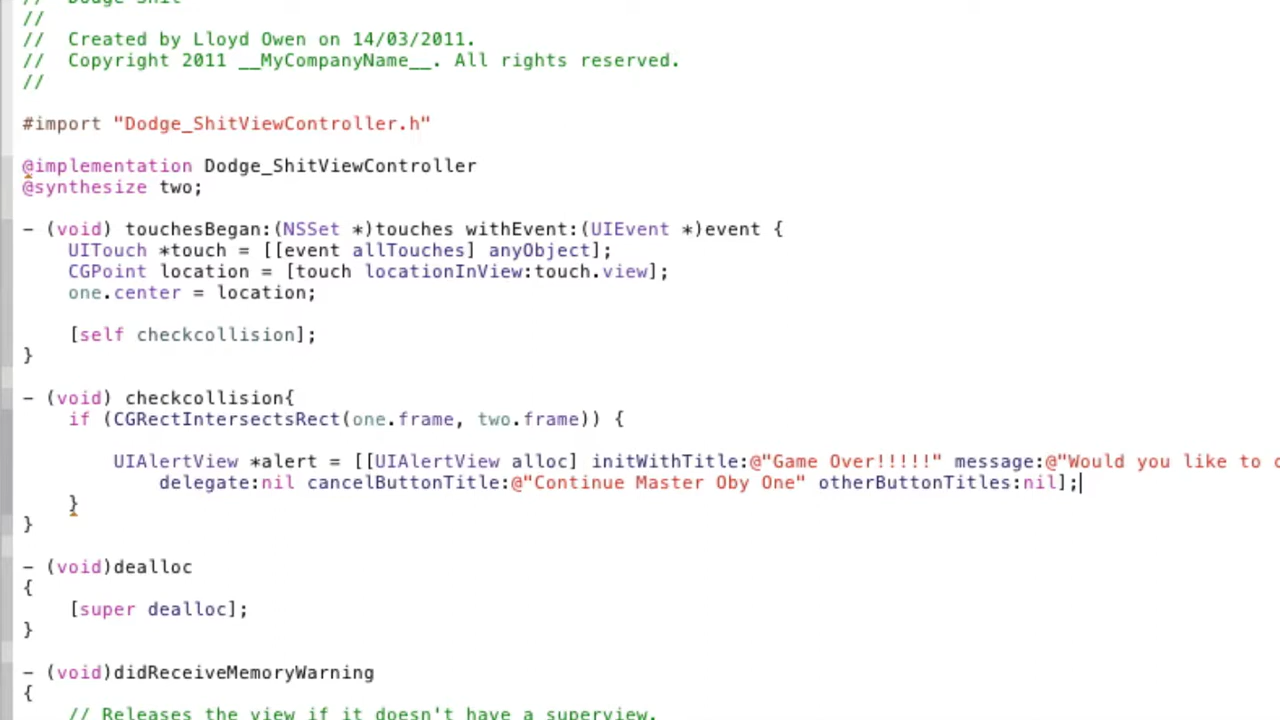 // Dodge Shit
//
// Created by Lloyd Owen on 14/03/2011.
// Copyright 2011 __MyCompanyName__. All rights reserved.
//
#import "Dodge_ShitViewController.h"
@implementation Dodge_ShitViewController
@synthesize two;
- (void) touchesBegan:(NSSet *)touches withEvent:(UIEvent *)event {
UITouch *touch = [[event allTouches] anyObject];
CGPoint location = [touch locationInView:touch.view];
one.center = location;
[self checkcollision];
}
- (void) checkcollision{
if (CGRectIntersectsRect(one.frame, two.frame)) {
UIAlertView *alert = [[UIAlertView alloc] initWithTitle:@"Game Over!!!!!" message:@"Would you like to
delegate:nil cancelButtonTitle:@"Continue Master Oby One" otherButtonTitles:nil];
}
}
- (void)dealloc
{
[super dealloc];
}
- (void)didReceiveMemoryWarning
{
// Releases the view if it doesn't have a superview.